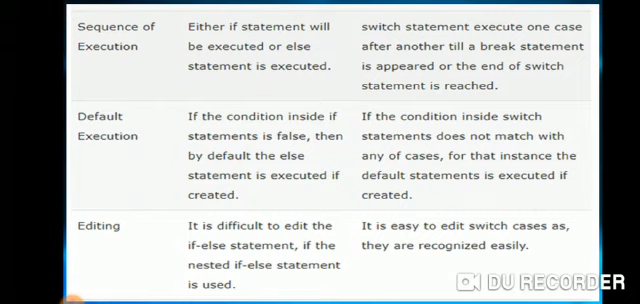 Sequence of Execution
Either if statement will be executed or else statement is executed.
switch statement execute one case after another till a break statement is appeared or the end of switch statement is reached.
Default Execution
If the condition inside if statements is false, then by default the else statement is executed if created.
If the condition inside switch statements does not match with any of cases, for that instance the default statements is executed if created.
Editing
It is difficult to edit the if-else statement, if the nested if-else statement is used.
It is easy to edit switch cases as, they are recognized easily.
DU RECORDER